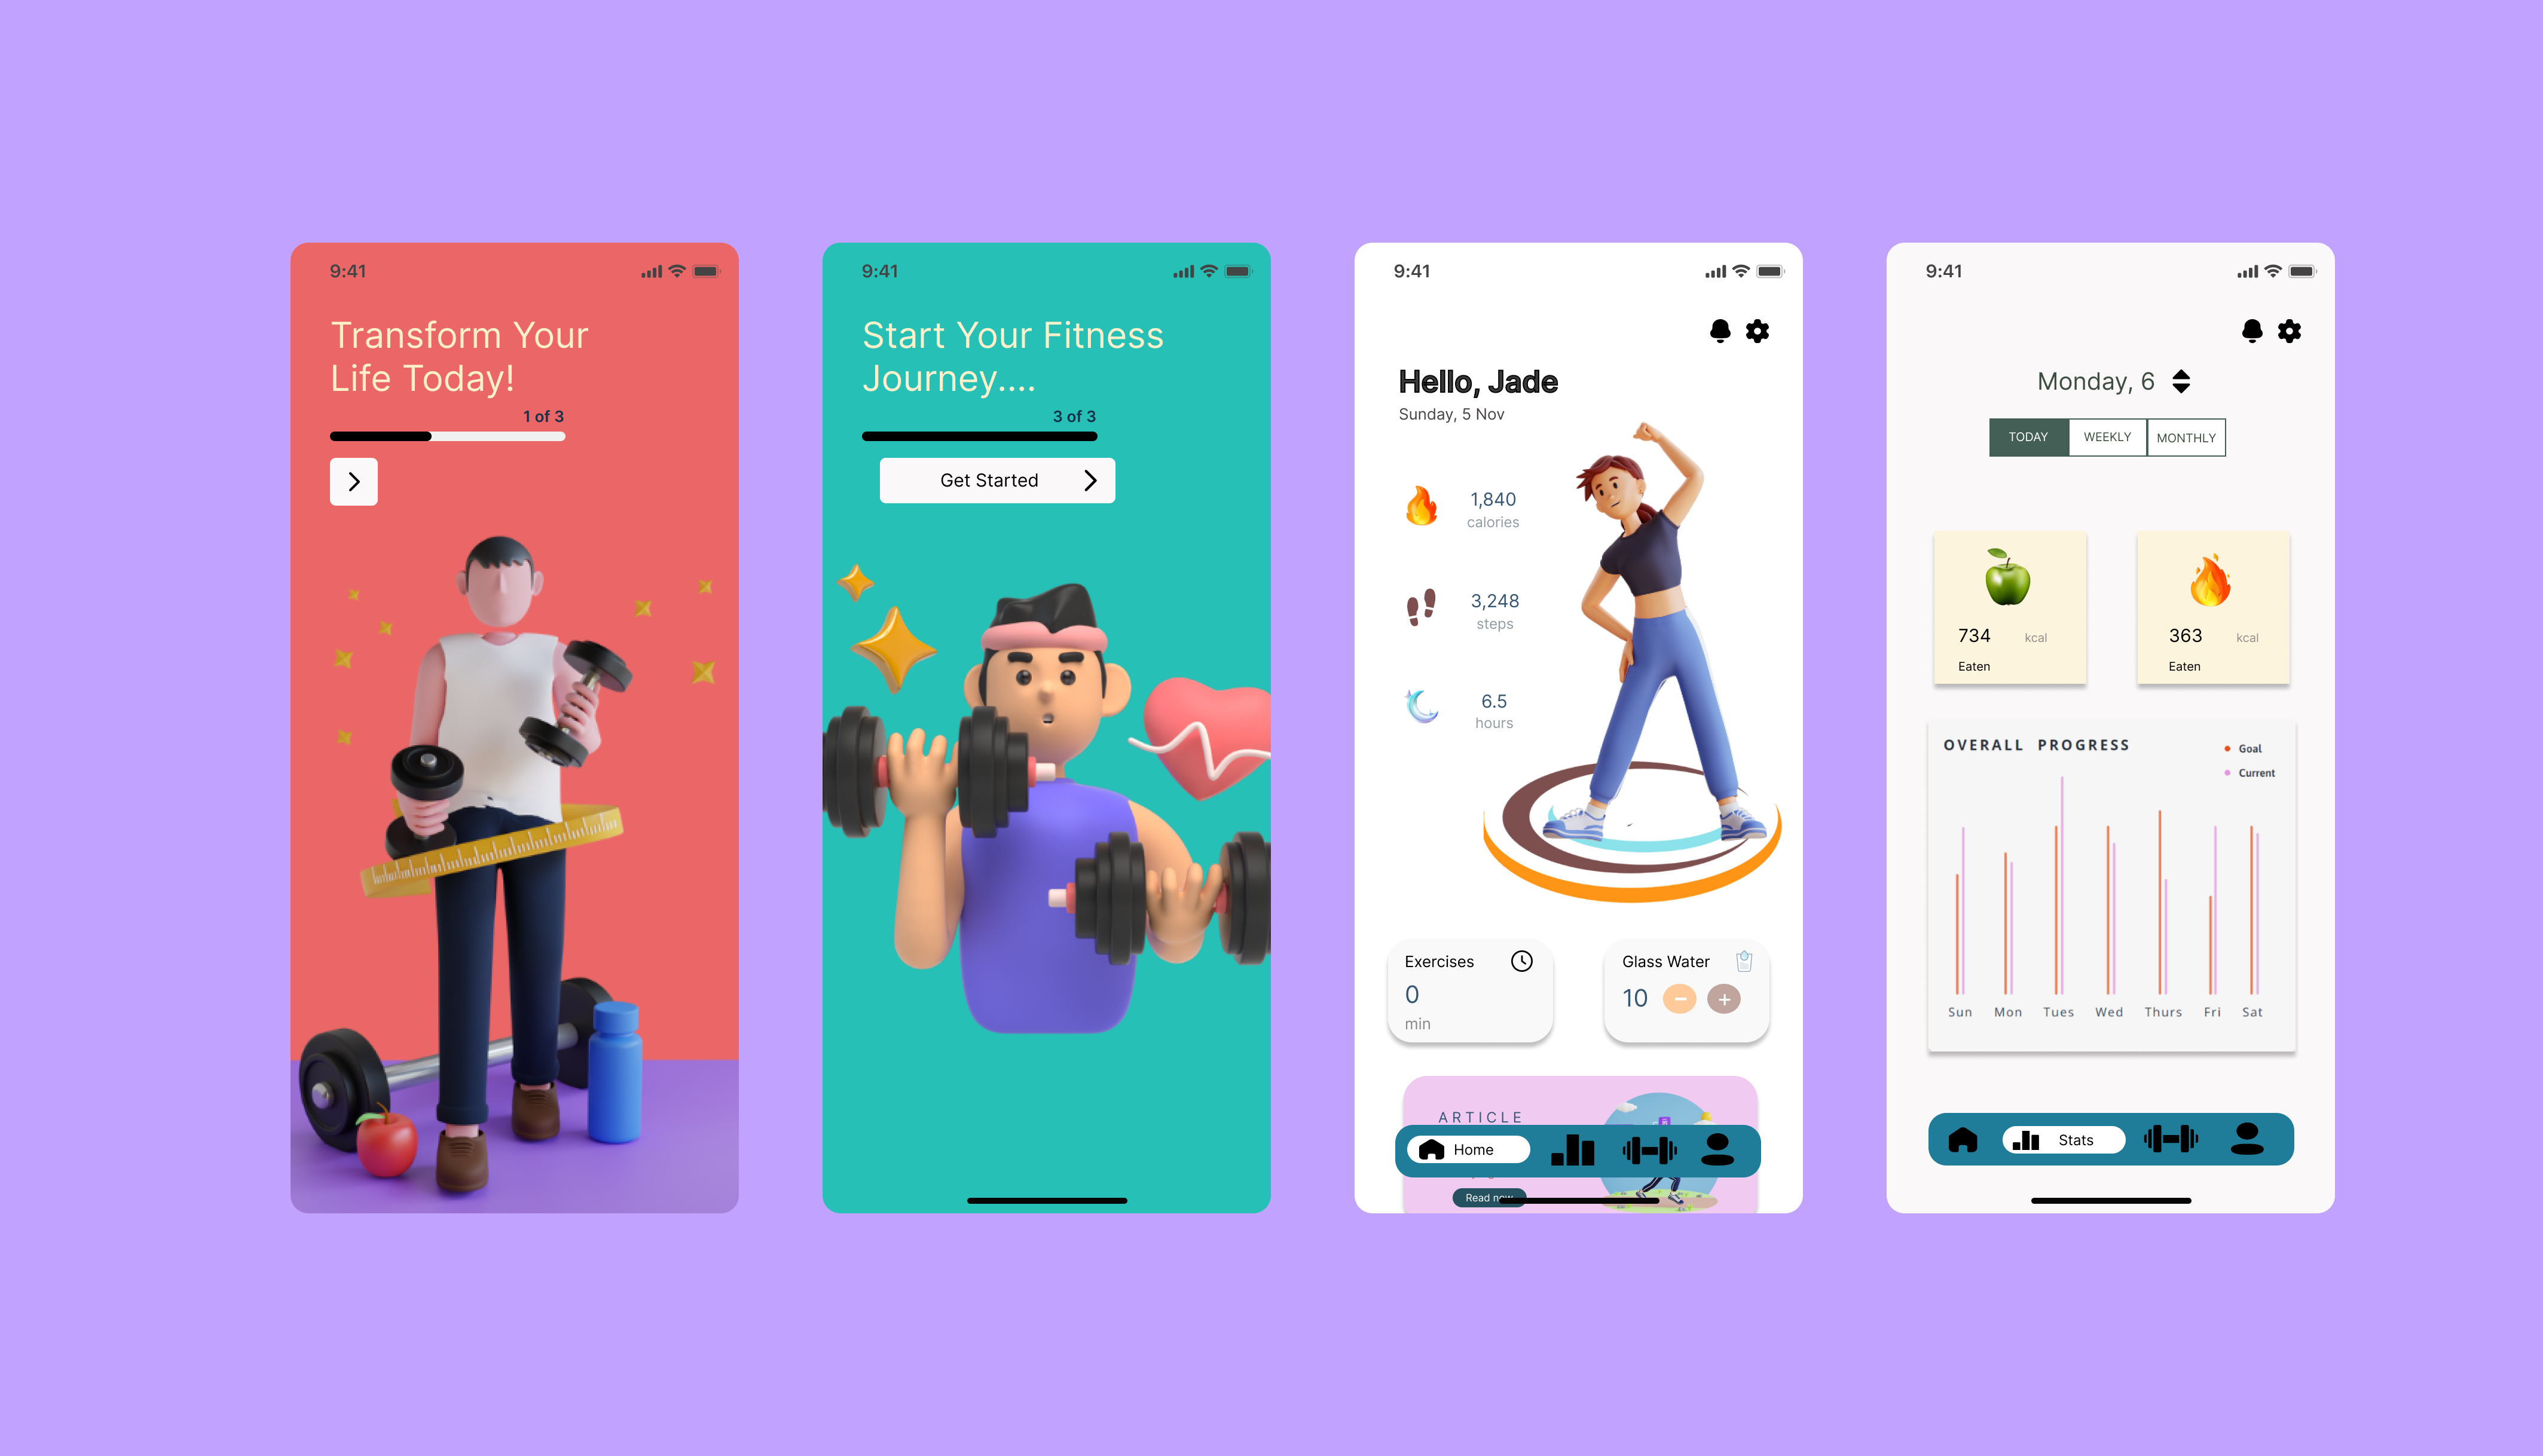 9:41
Transform Your
Life Today!
1 of 3
9:41
Start Your Fitness
Journey....
3 of 3
Get Started
9:41
Hello, Jade
Sunday, 5 Nov
1,840
calories
3,248
steps
6.5
hours
Exercises
0
min
Glass Water
10
ARTICLE
Home
Read now
9:41
Monday, 6
TODAY WEEKLY MONTHLY
734 kcal
Eaten
363 kcal
Eaten
OVERALL PROGRESS
Goal
Current
Sun Mon Tues Wed Thurs Fri Sat
Stats